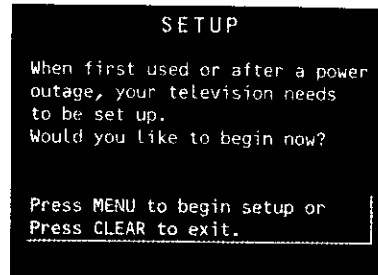 SETUP
When first used or after a power
outage, your television needs
to be set up.
Would you like to begin now?
Press MENU to begin setup or
Press CLEAR to exit.